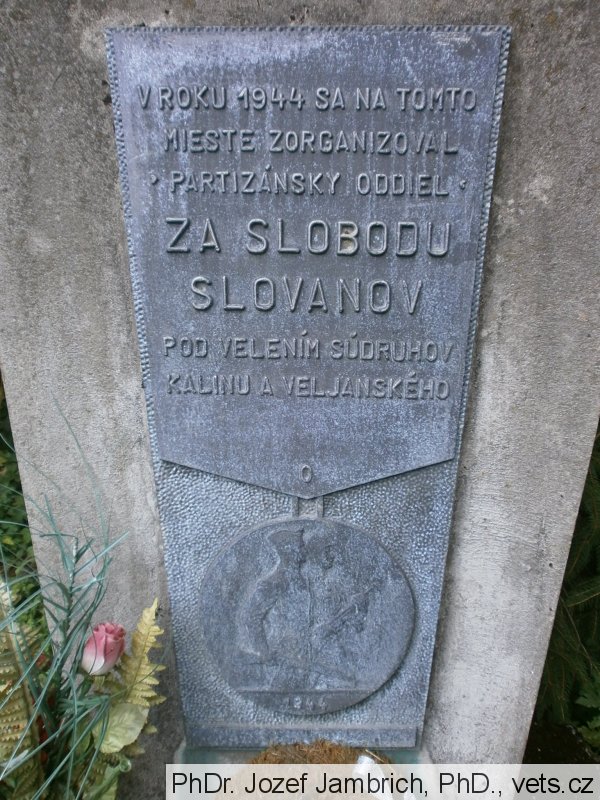 V ROKU 1944 SA NA TOMTO
MIESTE ZORGANIZOVAL
· PARTIZÁNSKY ODDIEL ·
ZA SLOBODU
SLOVANOV
POD VELENÍM SÚDRUHOV
KALINU A VELJANSKÉHO
1944
PhDr. Jozef Jambrich, PhD., vets.cz